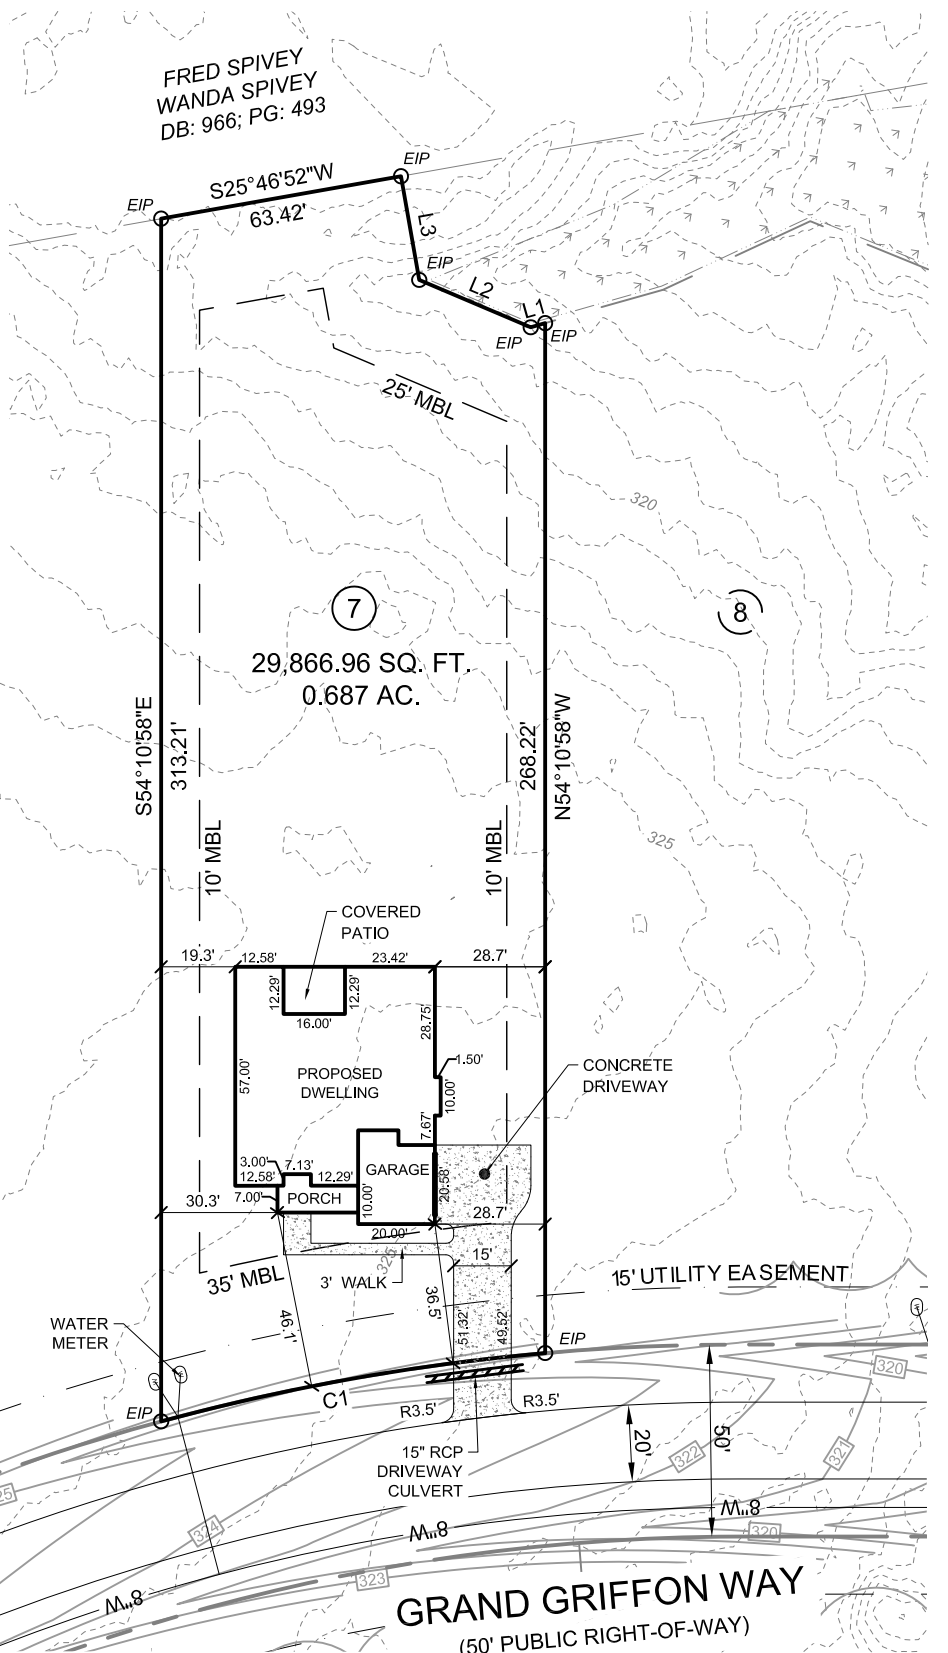 FRED SPIVEY
WANDA SPIVEY
DB: 966; PG: 493
EIP
S25°46'52"W
63.42'
EIP
L3
EIP
L2
L1
EIP
EIP
25' MBL
320
7
8
29,866.96 SQ. FT.
0.687 AC.
S54°10'58"E
313.21'
268.22'
N54°10'58"W
10' MBL
10' MBL
325
COVERED
PATIO
19.3'
12.58'
23.42'
28.7'
12.29'
12.29'
16.00'
28.75'
57.00'
PROPOSED
DWELLING
1.50'
10.00'
CONCRETE
DRIVEWAY
7.67'
3.00'
7.13'
12.58'
12.29'
GARAGE
20.58'
30.3'
7.00'
PORCH
10.00'
20.00'
28.7'
325
35' MBL
3' WALK
15'
15' UTILITY EASEMENT
46.1'
36.5'
51.32'
49.52'
WATER
METER
EIP
EIP
C1
R3.5'
R3.5'
320
15" RCP
DRIVEWAY
CULVERT
20'
50'
322
321
25
324
8"W
8"W
320
323
8"W
GRAND GRIFFON WAY
(50' PUBLIC RIGHT-OF-WAY)